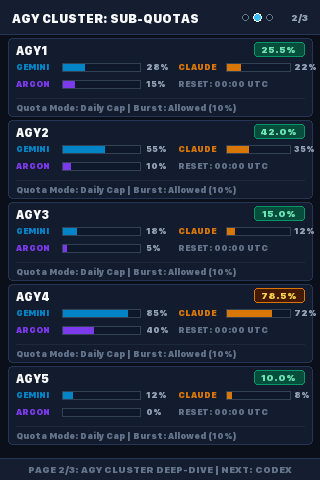 AGY CLUSTER: SUB-QUOTAS 2/3
AGY1 25.5%
GEMINI 28% CLAUDE 22%
ARGON 15% RESET: 00:00 UTC
Quota Mode: Daily Cap | Burst: Allowed (10%)
AGY2 42.0%
GEMINI 55% CLAUDE 35%
ARGON 10% RESET: 00:00 UTC
Quota Mode: Daily Cap | Burst: Allowed (10%)
AGY3 15.0%
GEMINI 18% CLAUDE 12%
ARGON 5% RESET: 00:00 UTC
Quota Mode: Daily Cap | Burst: Allowed (10%)
AGY4 78.5%
GEMINI 85% CLAUDE 72%
ARGON 40% RESET: 00:00 UTC
Quota Mode: Daily Cap | Burst: Allowed (10%)
AGY5 10.0%
GEMINI 12% CLAUDE 8%
ARGON 0% RESET: 00:00 UTC
Quota Mode: Daily Cap | Burst: Allowed (10%)
PAGE 2/3: AGY CLUSTER DEEP-DIVE | NEXT: CODEX